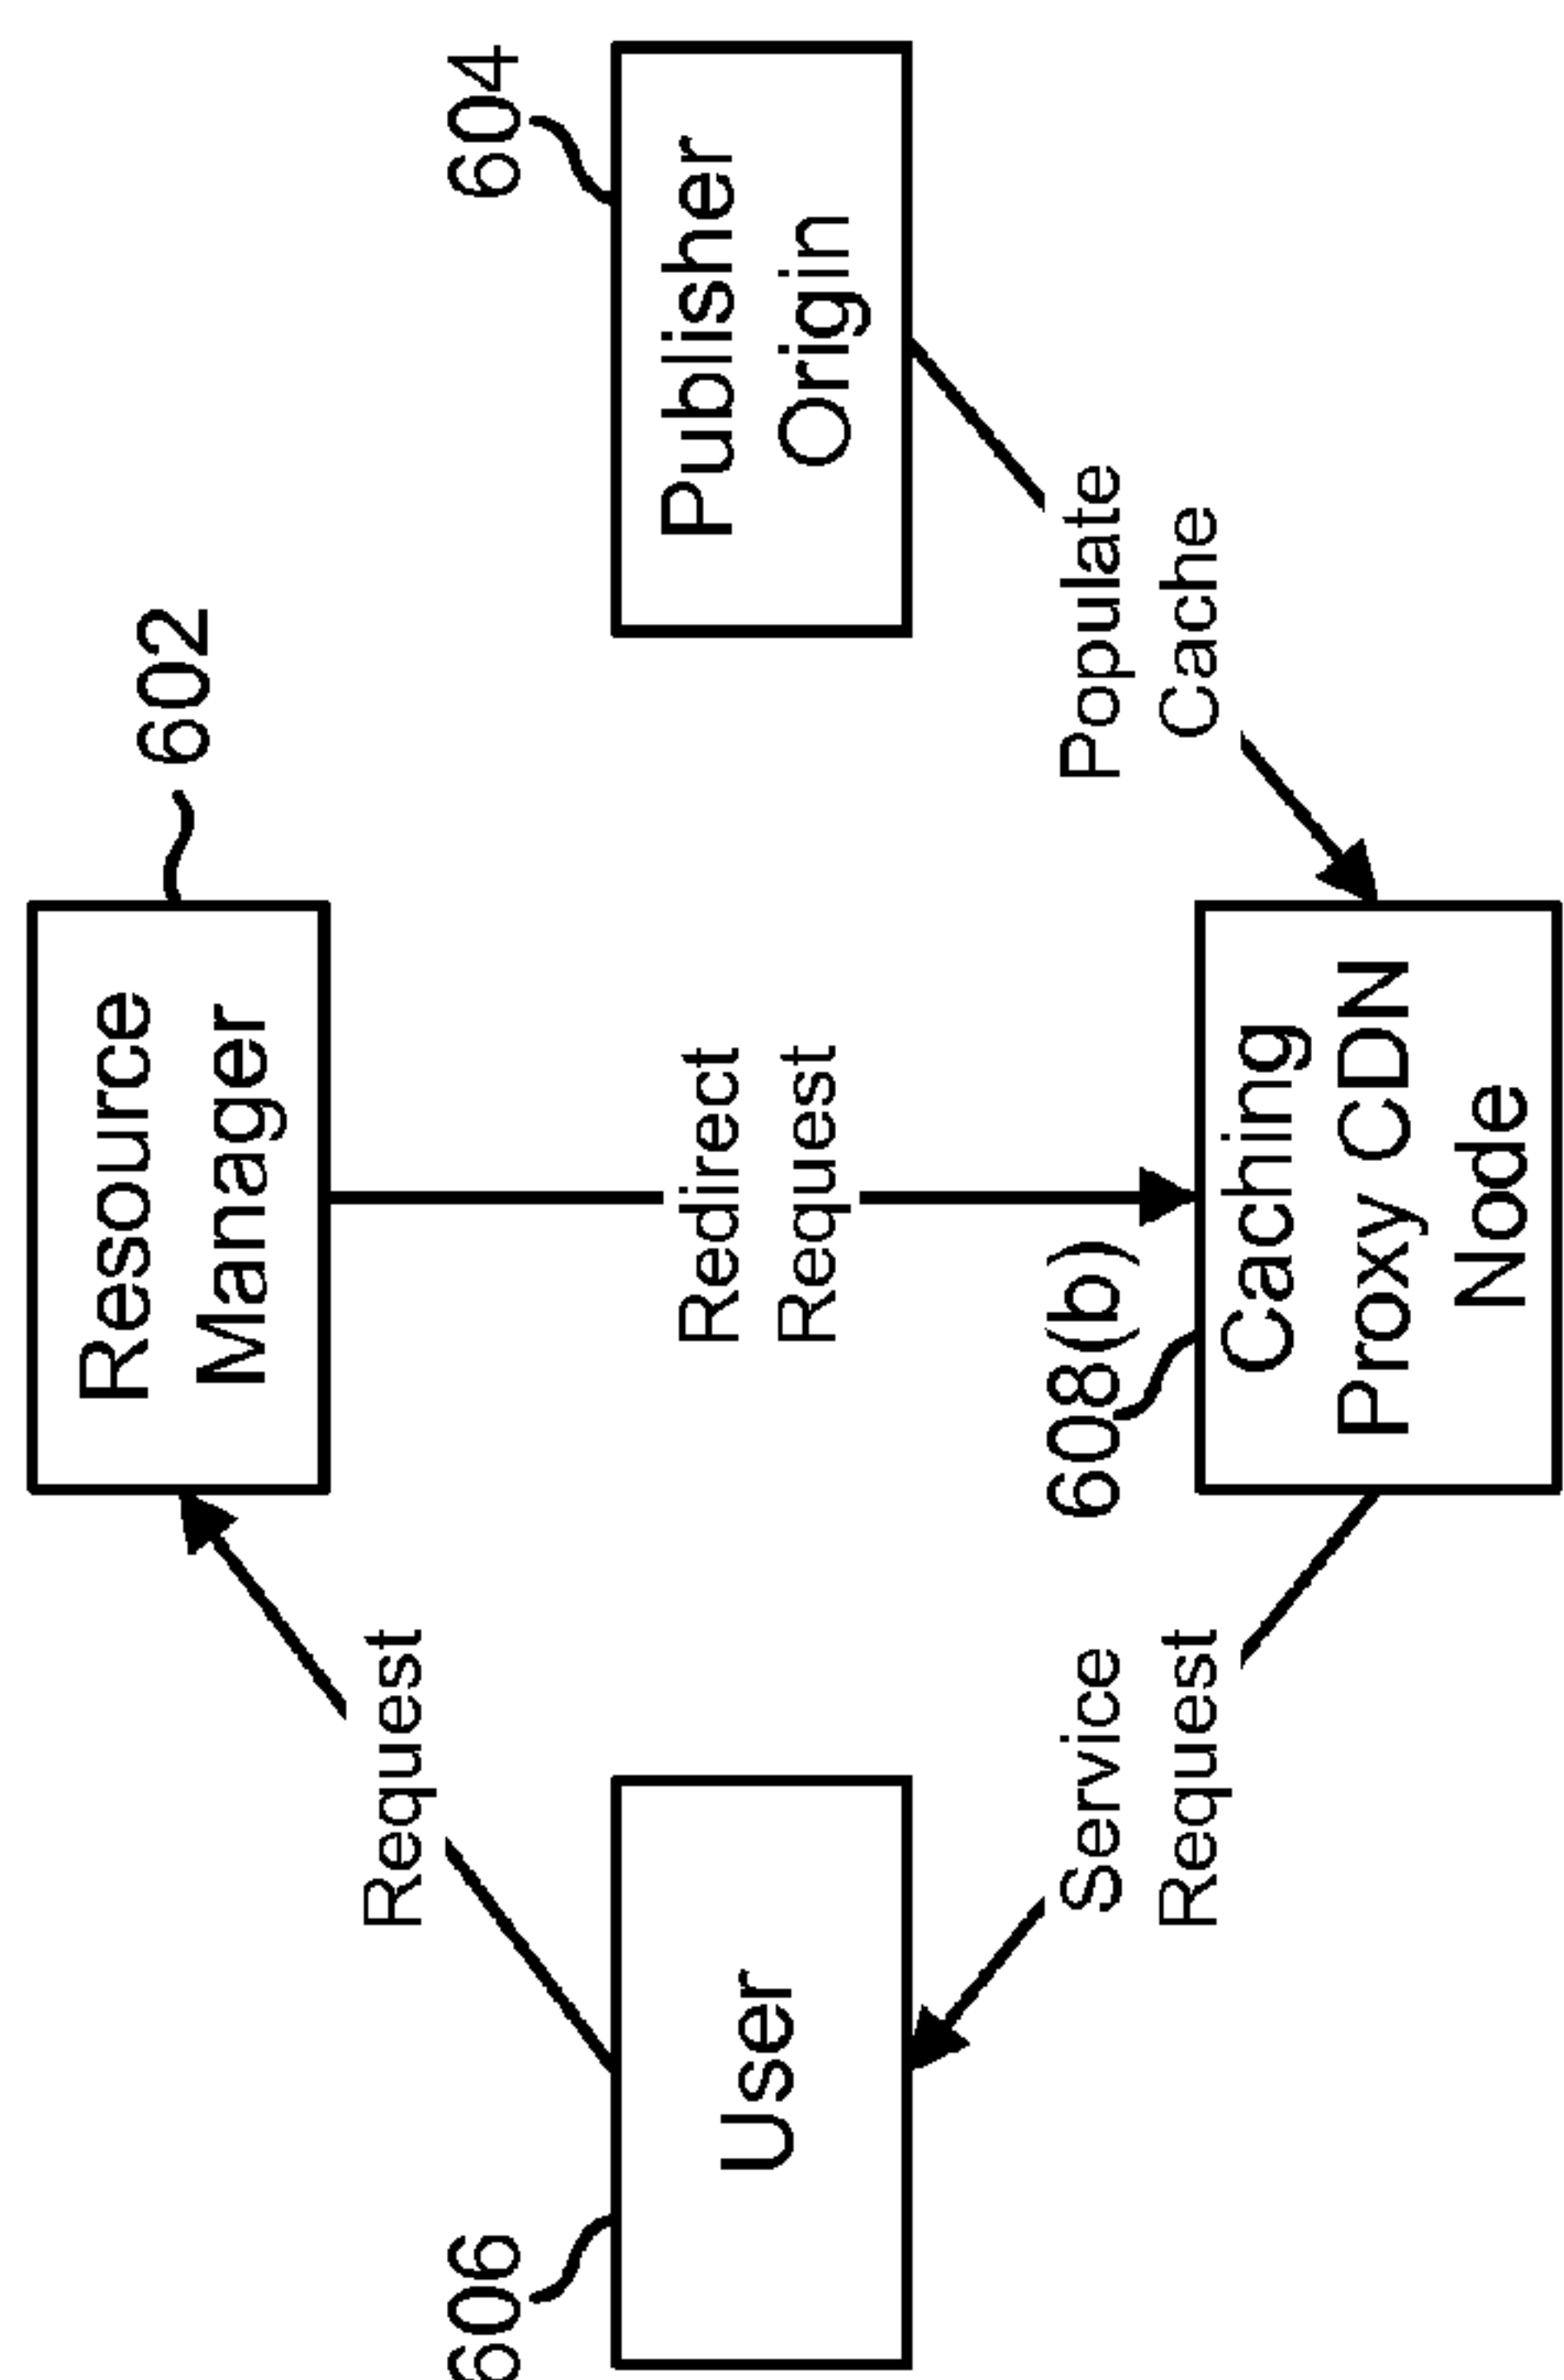 602
Resource
Manager
Request
606
User
Redirect
Request
604
Publisher
Origin
Service
Request
608(b)
Caching
Proxy CDN
Node
Populate
Cache